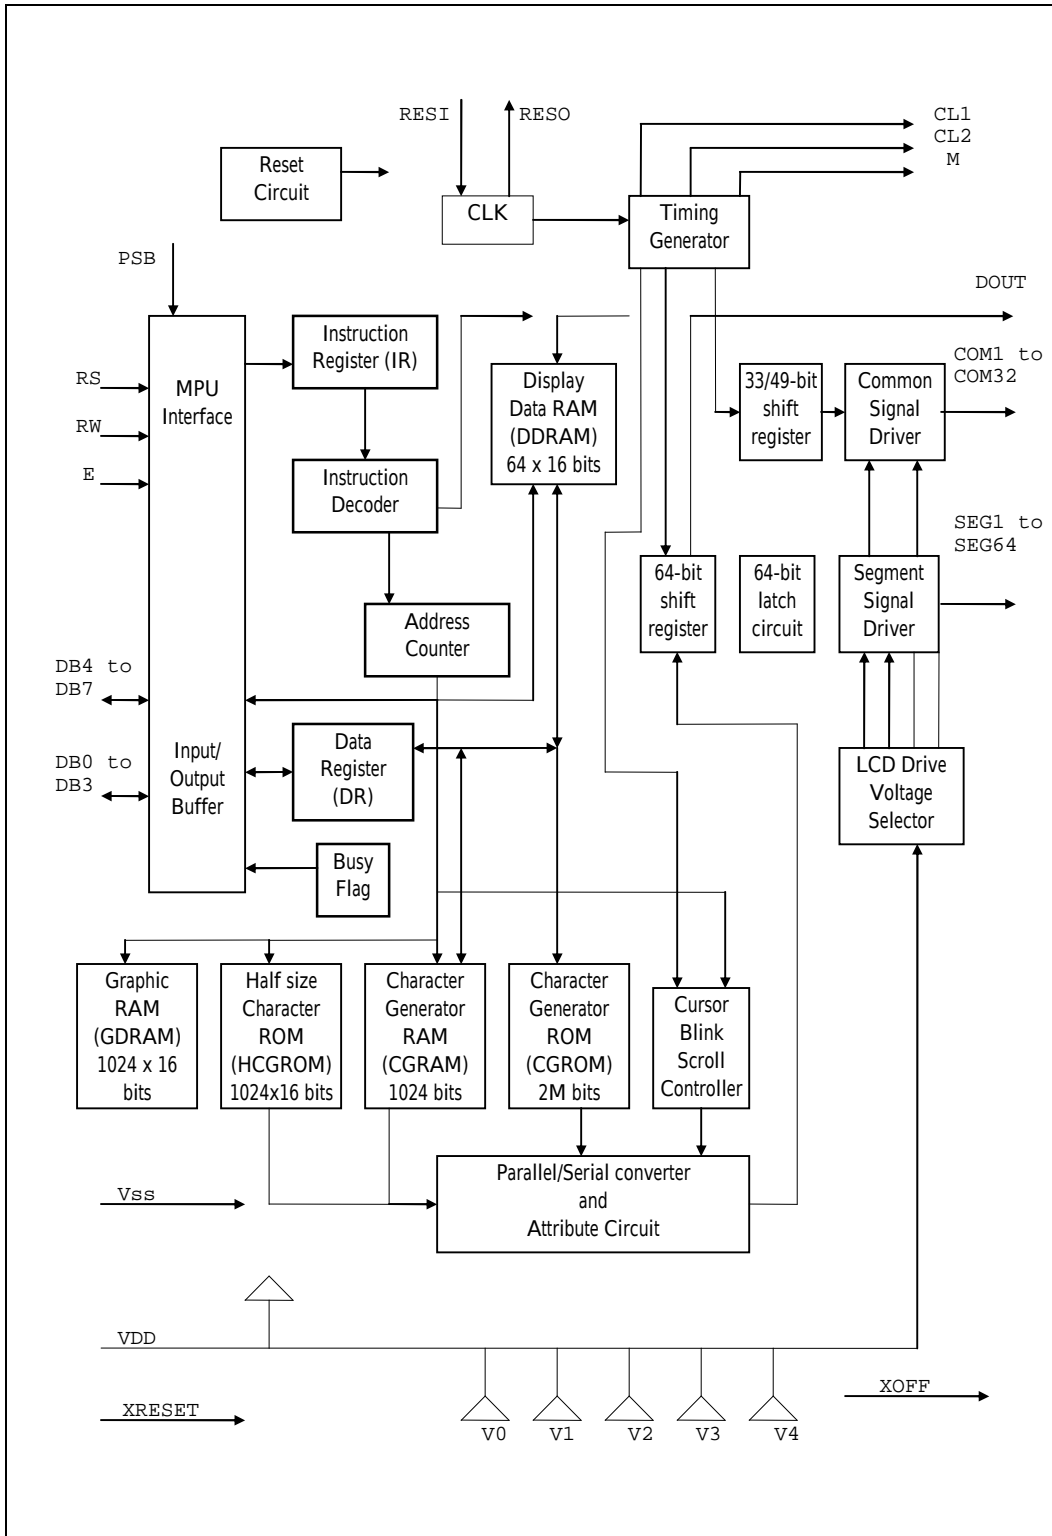 RESI
RESO
CL1
CL2
M
Reset
Circuit
CLK
Timing
Generator
PSB
DOUT
MPU
Interface
Instruction
Register (IR)
Display
Data RAM
(DDRAM)
64 x 16 bits
33/49-bit
shift
register
Common
Signal
Driver
COM1 to
COM32
RS
RW
E
Instruction
Decoder
SEG1 to
SEG64
64-bit
shift
register
64-bit
latch
circuit
Segment
Signal
Driver
Address
Counter
DB4 to
DB7
Input/
Output
Buffer
Data
Register
(DR)
DB0 to
DB3
LCD Drive
Voltage
Selector
Busy
Flag
Graphic
RAM
(GDRAM)
1024 x 16
bits
Half size
Character
ROM
(HCGROM)
1024x16 bits
Character
Generator
RAM
(CGRAM)
1024 bits
Character
Generator
ROM
(CGROM)
2M bits
Cursor
Blink
Scroll
Controller
Parallel/Serial converter
and
Attribute Circuit
Vss
VDD
XRESET
V0
V1
V2
V3
V4
XOFF